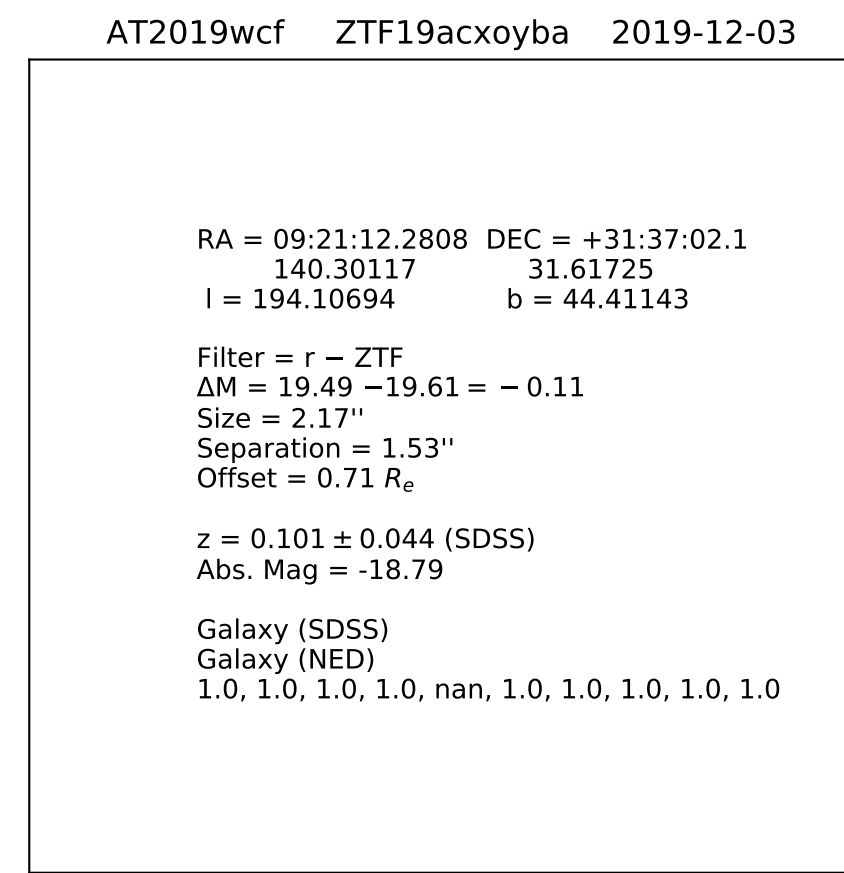 AT2019wcf ZTF19acxoyba 2019-12-03
RA = 09:21:12.2808 DEC = +31:37:02.1
140.30117 31.61725
l = 194.10694 b = 44.41143
Filter = r − ZTF
ΔM = 19.49 −19.61 = − 0.11
Size = 2.17''
Separation = 1.53''
Offset = 0.71 Rₑ
z = 0.101 ± 0.044 (SDSS)
Abs. Mag = -18.79
Galaxy (SDSS)
Galaxy (NED)
1.0, 1.0, 1.0, 1.0, nan, 1.0, 1.0, 1.0, 1.0, 1.0